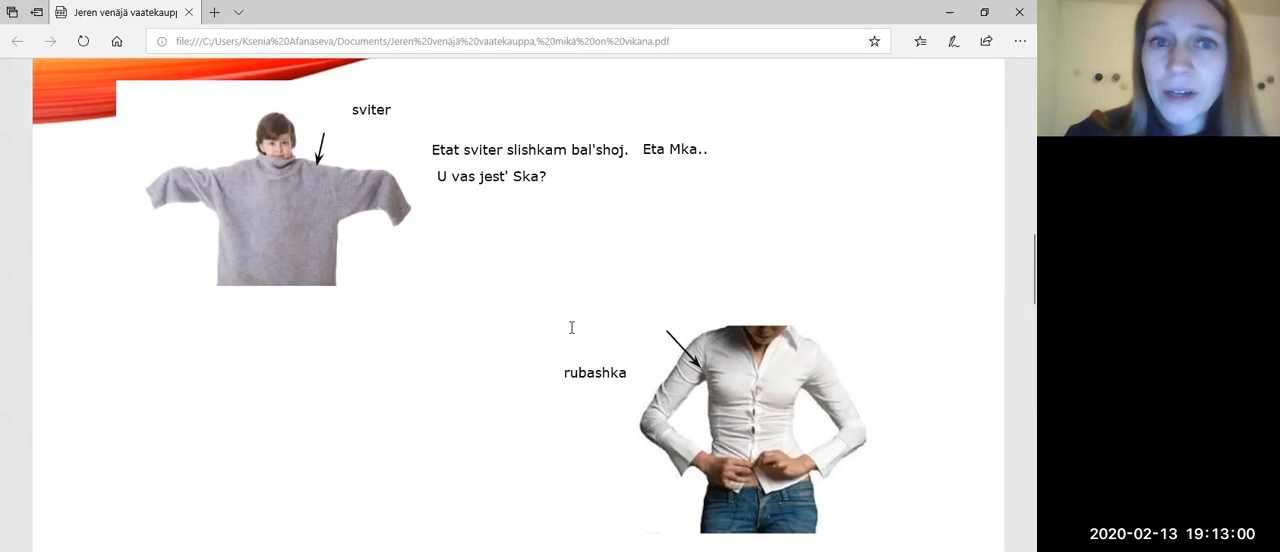 Jeren venäjä vaatekaupp
file:///C:/Users/Ksenia%20Afanaseva/Documents/Jeren%20venäjä%20vaatekauppa,%20mikä%20on%20vikana.pdf
sviter
Etat sviter slishkam bal'shoj. Eta Mka..
U vas jest' Ska?
rubashka
2020-02-13 19:13:00